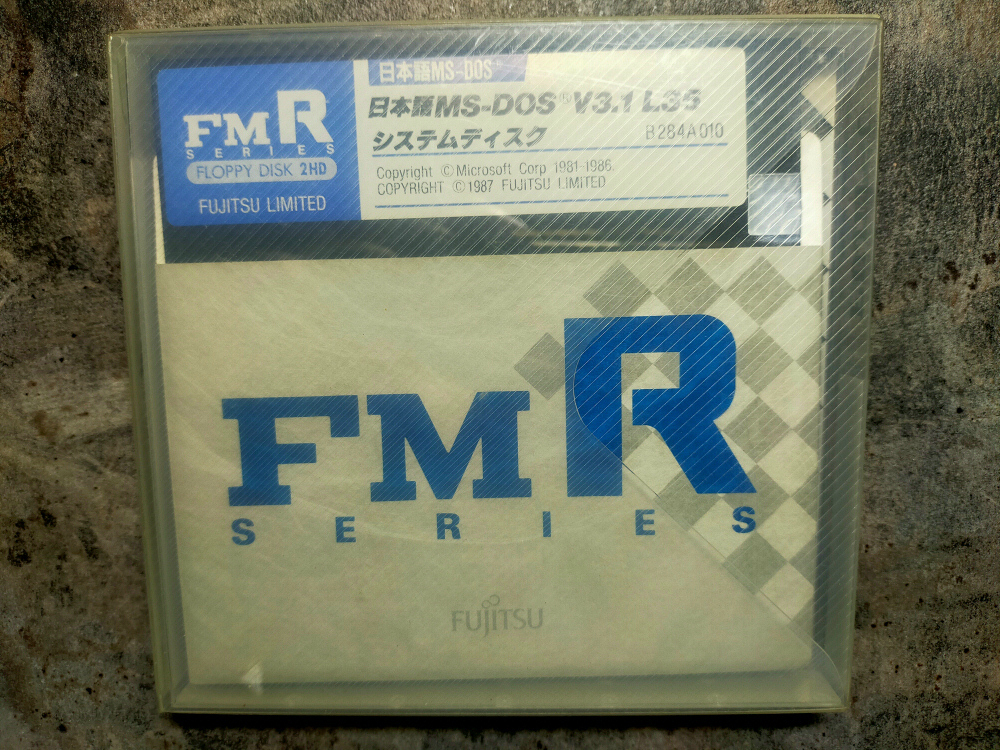 日本語MS-DOS®
FMR
SERIES
FLOPPY DISK 2HD
FUJITSU LIMITED
日本語MS-DOS® V3.1 L35
システムディスク
B284A010
Copyright ©Microsoft Corp 1981-1986.
COPYRIGHT ©1987 FUJITSU LIMITED
FMR
SERIES
FUJITSU